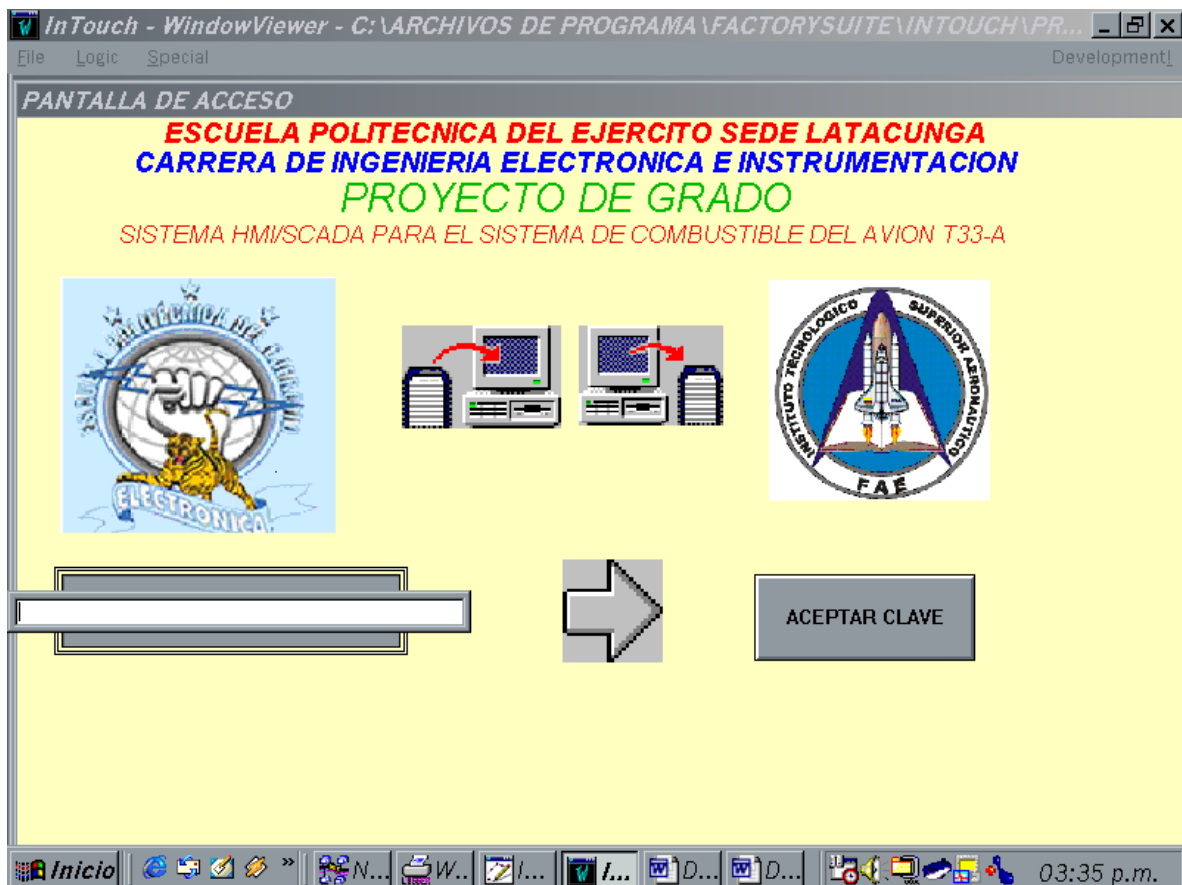 InTouch - WindowViewer - C:\ARCHIVOS DE PROGRAMA\FACTORYSUITE\INTOUCH\PR...
File Logic Special Development!
PANTALLA DE ACCESO
ESCUELA POLITECNICA DEL EJERCITO SEDE LATACUNGA
CARRERA DE INGENIERIA ELECTRONICA E INSTRUMENTACION
PROYECTO DE GRADO
SISTEMA HMI/SCADA PARA EL SISTEMA DE COMBUSTIBLE DEL AVION T33-A
ELECTRONICA
INSTITUTO TECNOLOGICO SUPERIOR AERONAUTICO
FAE
ACEPTAR CLAVE
Inicio » N... W... I... I... D... D... 03:35 p.m.